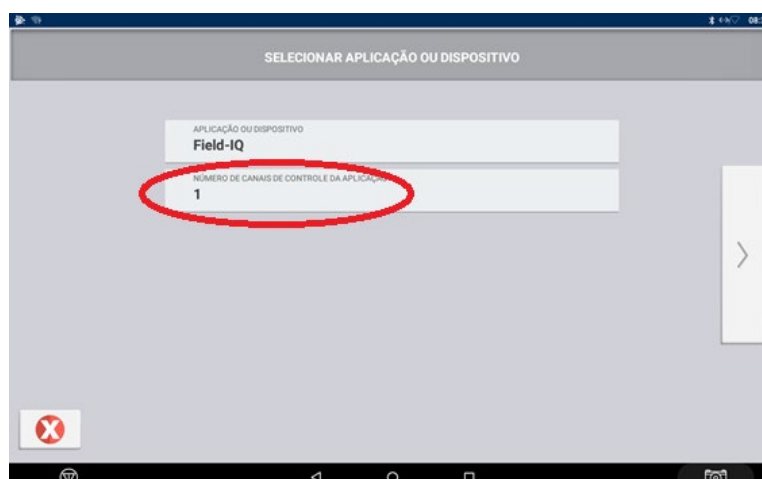 SELECIONAR APLICAÇÃO OU DISPOSITIVO
APLICAÇÃO OU DISPOSITIVO
Field-IQ
NÚMERO DE CANAIS DE CONTROLE DA APLICAÇÃO
1